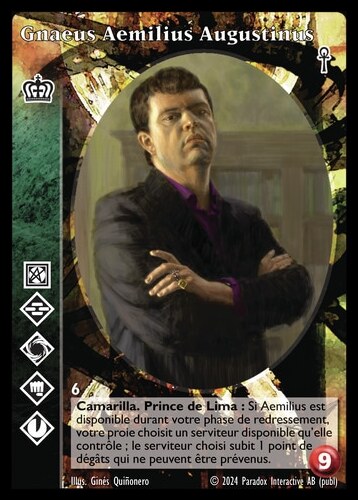 Gnaeus Aemilius Augustinus
6
Camarilla. Prince de Lima : Si Aemilius est
disponible durant votre phase de redressement,
votre proie choisit un serviteur disponible qu'elle
contrôle ; le serviteur choisi subit 1 point de
dégâts qui ne peuvent être prévenus.
9
Illus. Ginés Quiñonero
© 2024 Paradox Interactive AB (publ)